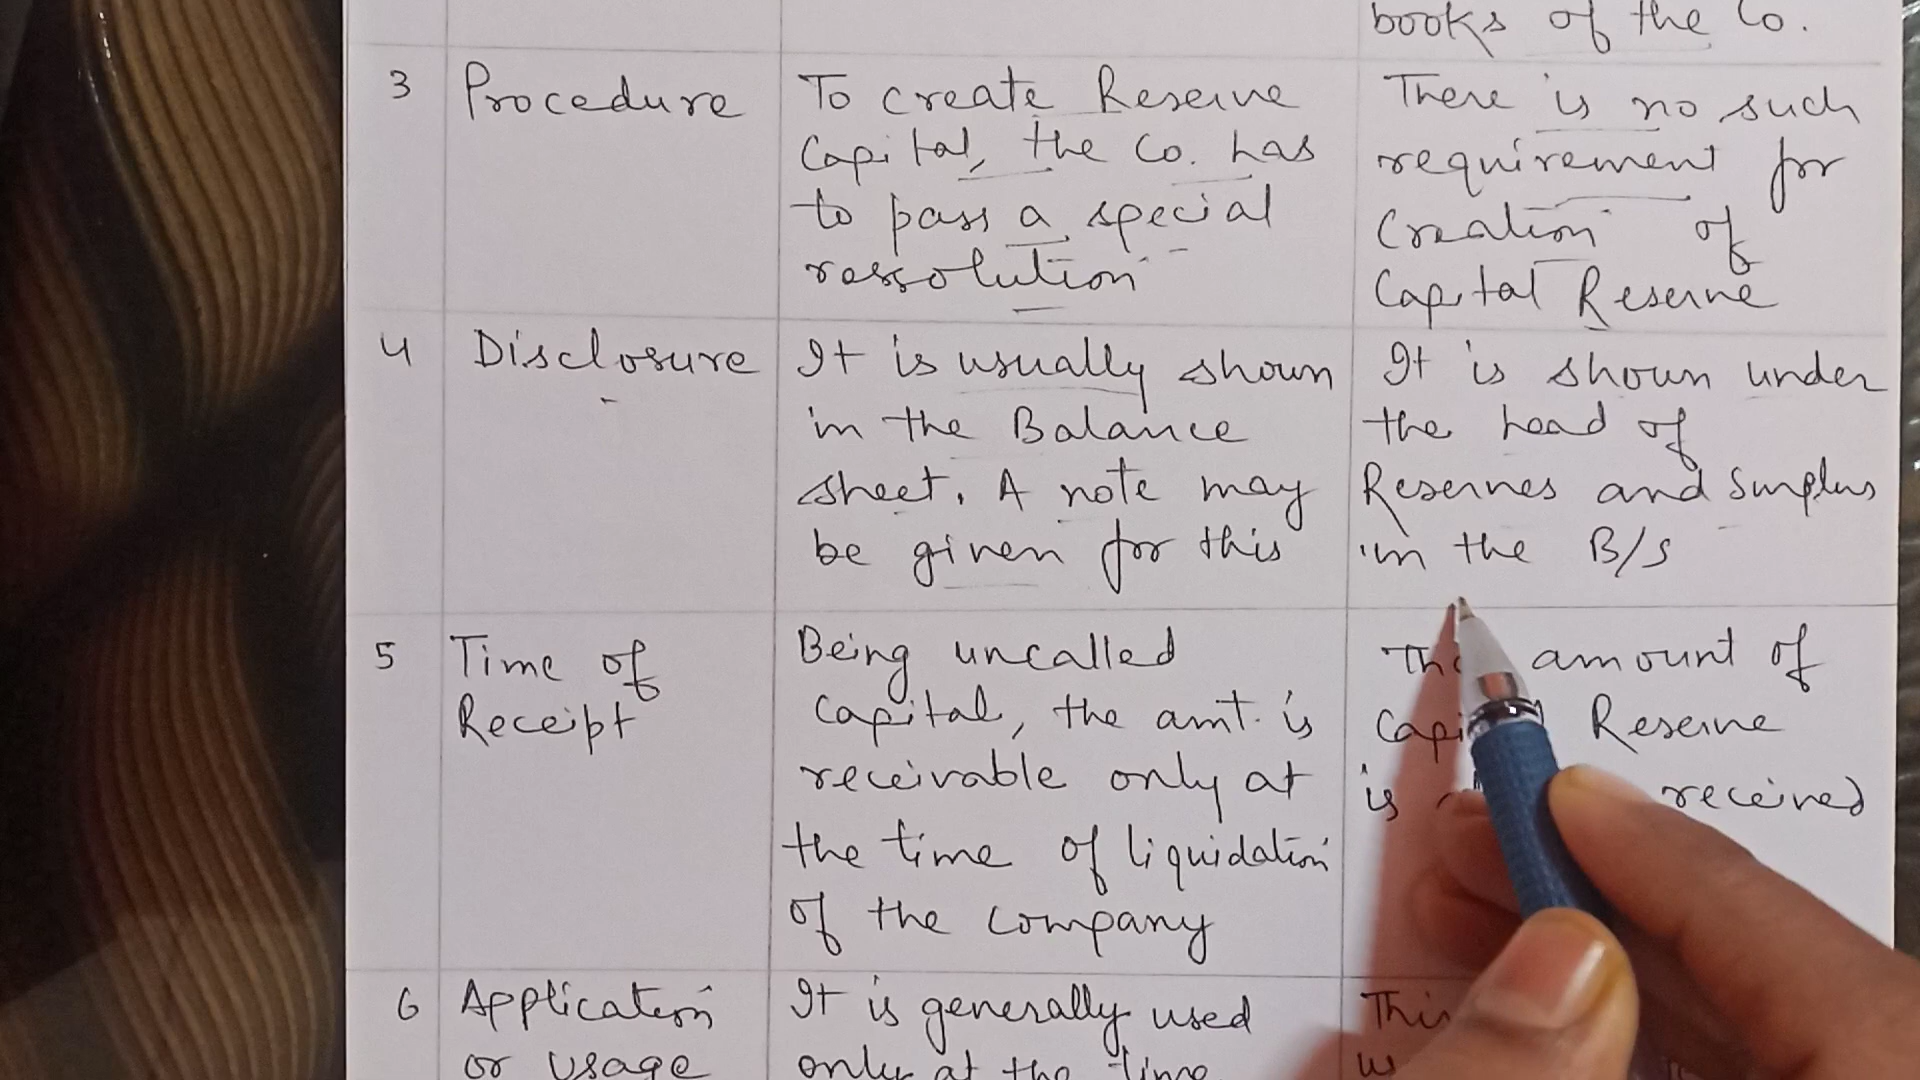 books of the Co.
3 Procedure
To create Reserve
Capital, the Co. has
to pass a special
ressolution
There is no such
requirement for
Creation of
Capital Reserve
4 Disclosure
It is usually shown
in the Balance
sheet. A note may
be given for this
It is shown under
the head of
Reserves and Surplus
in the B/S
5 Time of
Receipt
Being uncalled
Capital, the amt. is
receivable only at
the time of liquidation
of the company
amount of
Reserve
is received
6 Application
or usage
It is generally used
only at the time